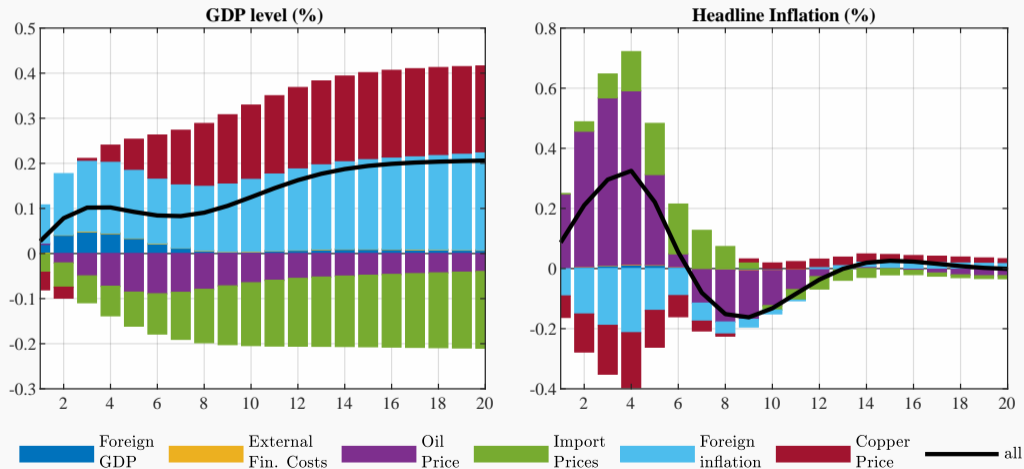 GDP level (%)
0.5
0.4
0.3
0.2
0.1
0
-0.1
-0.2
-0.3
2 4 6 8 10 12 14 16 18 20
Headline Inflation (%)
0.8
0.6
0.4
0.2
0
-0.2
-0.4
2 4 6 8 10 12 14 16 18 20
Foreign
GDP
External
Fin. Costs
Oil
Price
Import
Prices
Foreign
inflation
Copper
Price
all